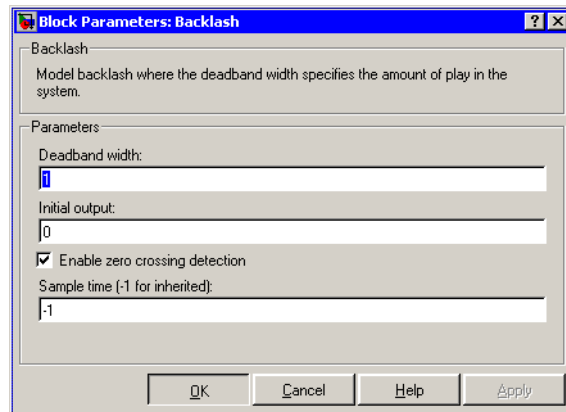 Block Parameters: Backlash
Backlash
Model backlash where the deadband width specifies the amount of play in the
system.
Parameters
Deadband width:
1
Initial output:
0
Enable zero crossing detection
Sample time (-1 for inherited):
-1
OK
Cancel
Help
Apply